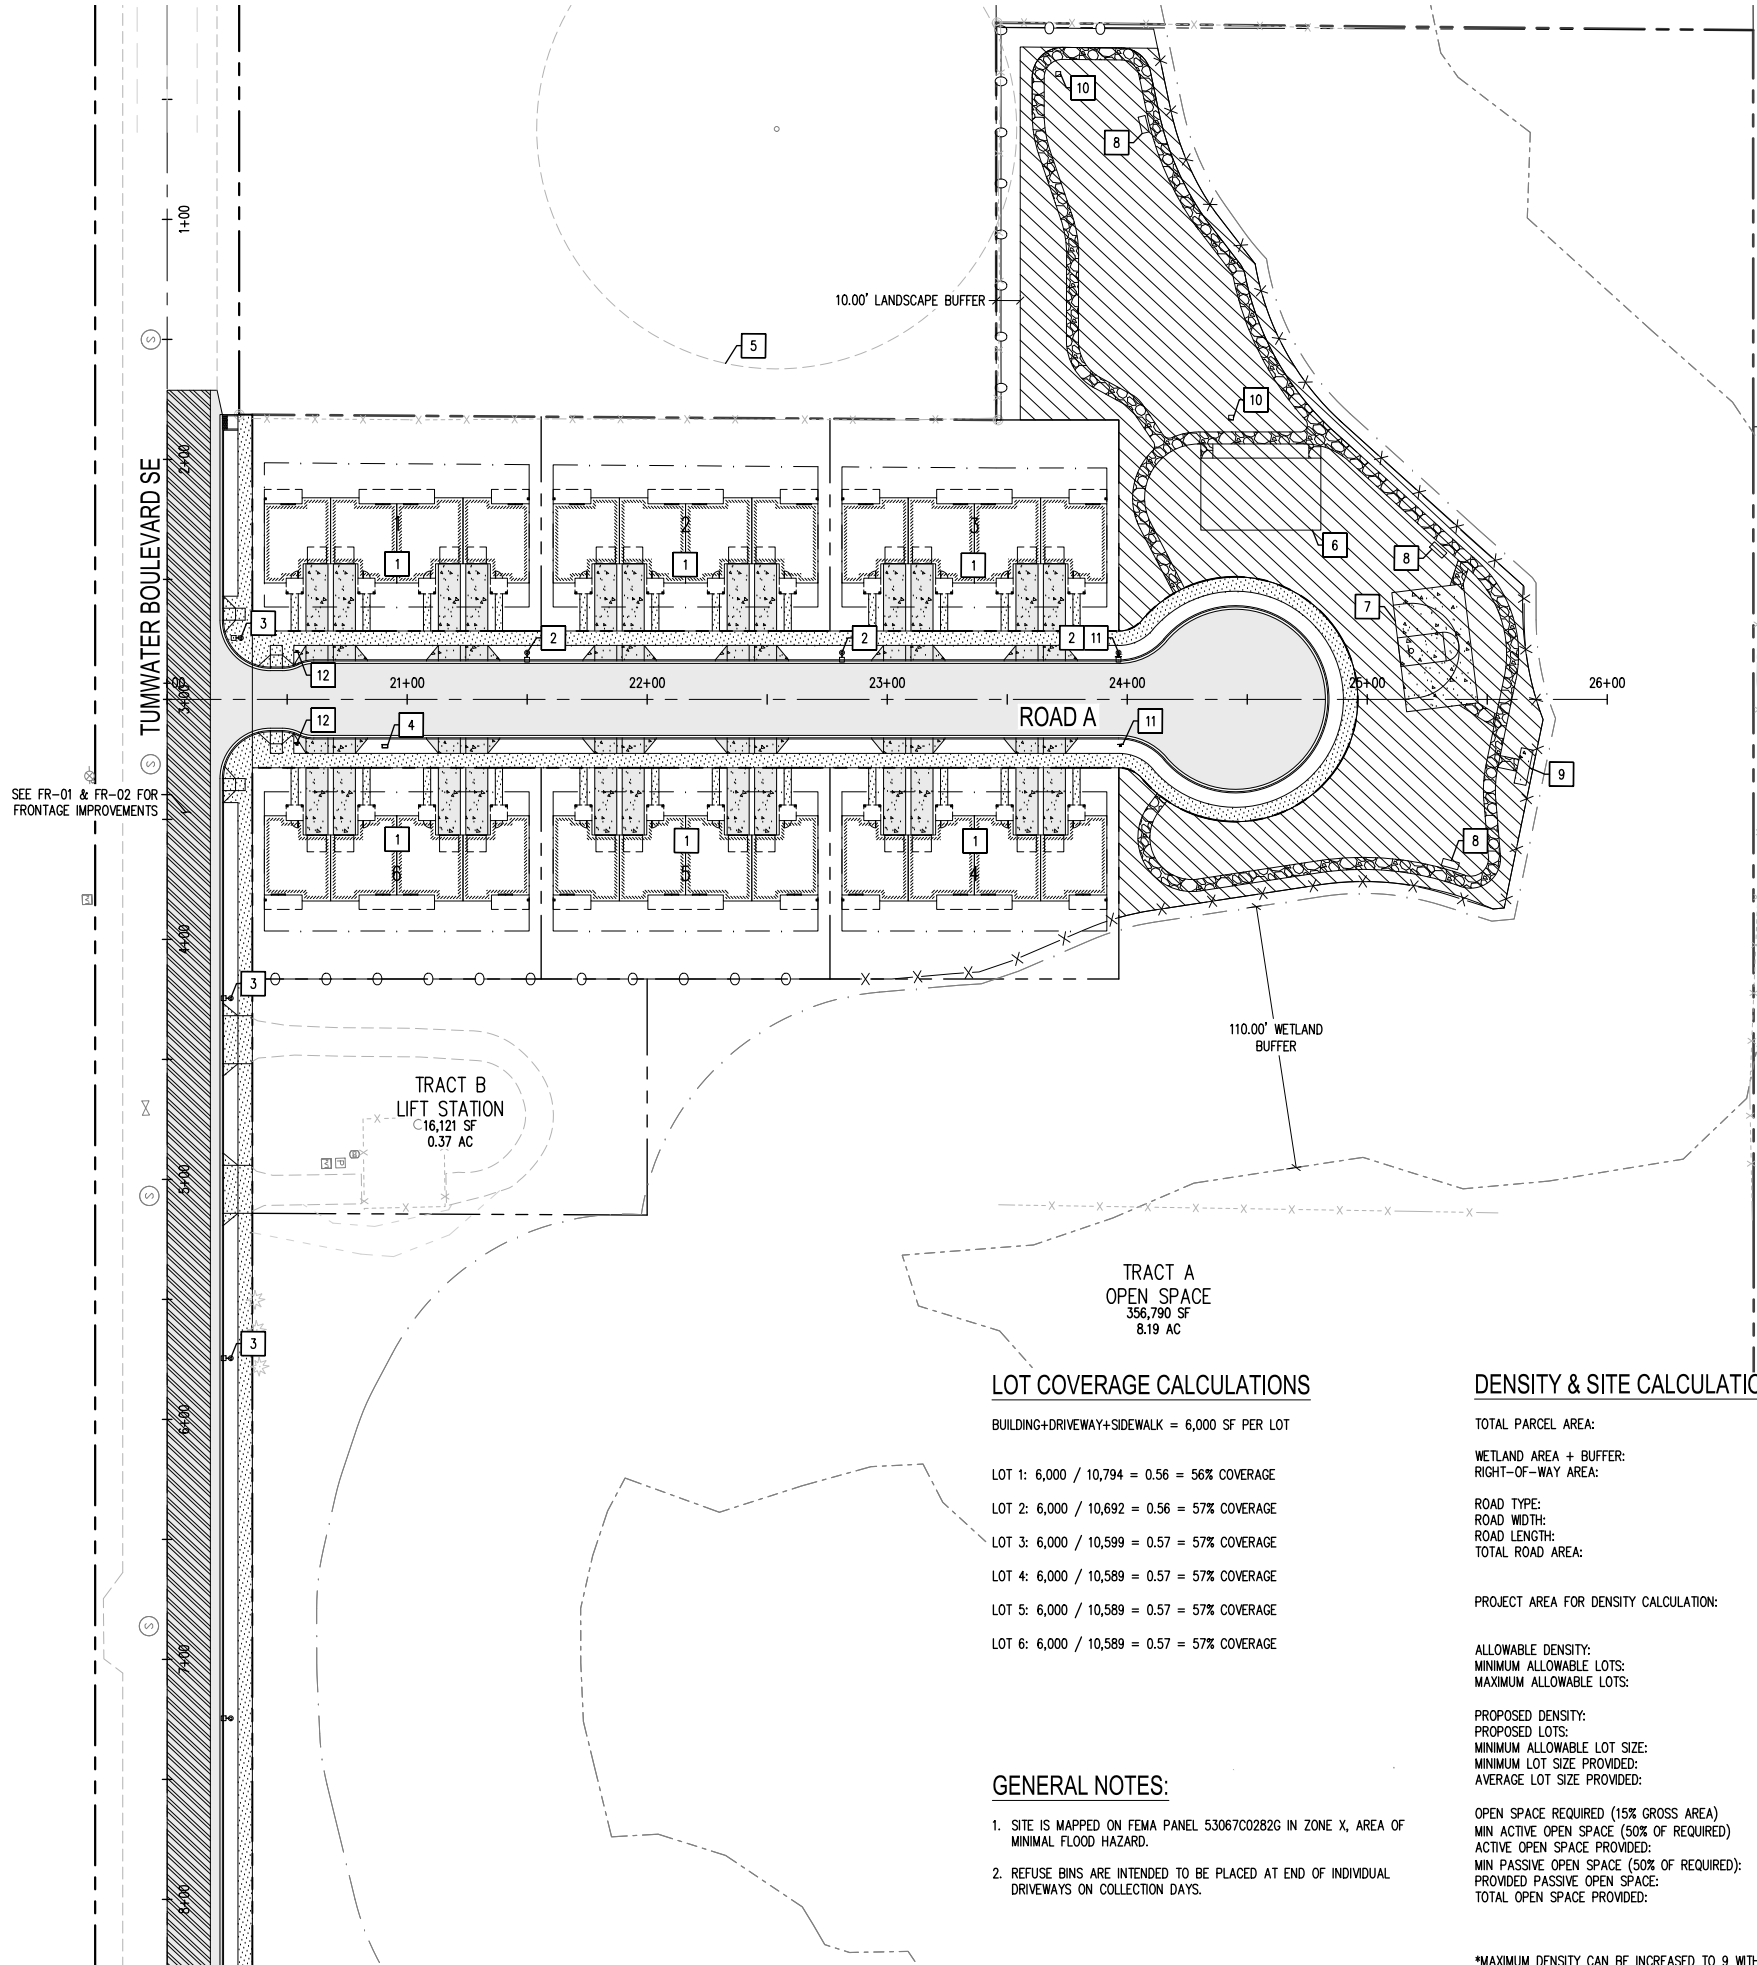 10
8
1+00
10.00' LANDSCAPE BUFFER
5
S
10
2+00
TUMWATER BOULEVARD SE
1
2
3
1
1
1
6
8
7
3
2
2
2
11
12
3+00
21+00
22+00
23+00
24+00
25+00
26+00
ROAD A
12
4
11
S
SEE FR-01 & FR-02 FOR
FRONTAGE IMPROVEMENTS
9
1
1
1
8
6
5
4
M
4+00
3
110.00' WETLAND
BUFFER
TRACT B
LIFT STATION
16,121 SF
0.37 AC
M
P
5+00
S
TRACT A
OPEN SPACE
356,790 SF
8.19 AC
3
6+00
LOT COVERAGE CALCULATIONS
BUILDING+DRIVEWAY+SIDEWALK = 6,000 SF PER LOT
LOT 1: 6,000 / 10,794 = 0.56 = 56% COVERAGE
LOT 2: 6,000 / 10,692 = 0.56 = 57% COVERAGE
LOT 3: 6,000 / 10,599 = 0.57 = 57% COVERAGE
LOT 4: 6,000 / 10,589 = 0.57 = 57% COVERAGE
LOT 5: 6,000 / 10,589 = 0.57 = 57% COVERAGE
LOT 6: 6,000 / 10,589 = 0.57 = 57% COVERAGE
S
7+00
8+00
GENERAL NOTES:
1. SITE IS MAPPED ON FEMA PANEL 53067C0282G IN ZONE X, AREA OF
MINIMAL FLOOD HAZARD.
2. REFUSE BINS ARE INTENDED TO BE PLACED AT END OF INDIVIDUAL
DRIVEWAYS ON COLLECTION DAYS.
DENSITY & SITE CALCULATIO
TOTAL PARCEL AREA:
WETLAND AREA + BUFFER:
RIGHT-OF-WAY AREA:
ROAD TYPE:
ROAD WIDTH:
ROAD LENGTH:
TOTAL ROAD AREA:
PROJECT AREA FOR DENSITY CALCULATION:
ALLOWABLE DENSITY:
MINIMUM ALLOWABLE LOTS:
MAXIMUM ALLOWABLE LOTS:
PROPOSED DENSITY:
PROPOSED LOTS:
MINIMUM ALLOWABLE LOT SIZE:
MINIMUM LOT SIZE PROVIDED:
AVERAGE LOT SIZE PROVIDED:
OPEN SPACE REQUIRED (15% GROSS AREA)
MIN ACTIVE OPEN SPACE (50% OF REQUIRED)
ACTIVE OPEN SPACE PROVIDED:
MIN PASSIVE OPEN SPACE (50% OF REQUIRED):
PROVIDED PASSIVE OPEN SPACE:
TOTAL OPEN SPACE PROVIDED:
*MAXIMUM DENSITY CAN BE INCREASED TO 9 WITH